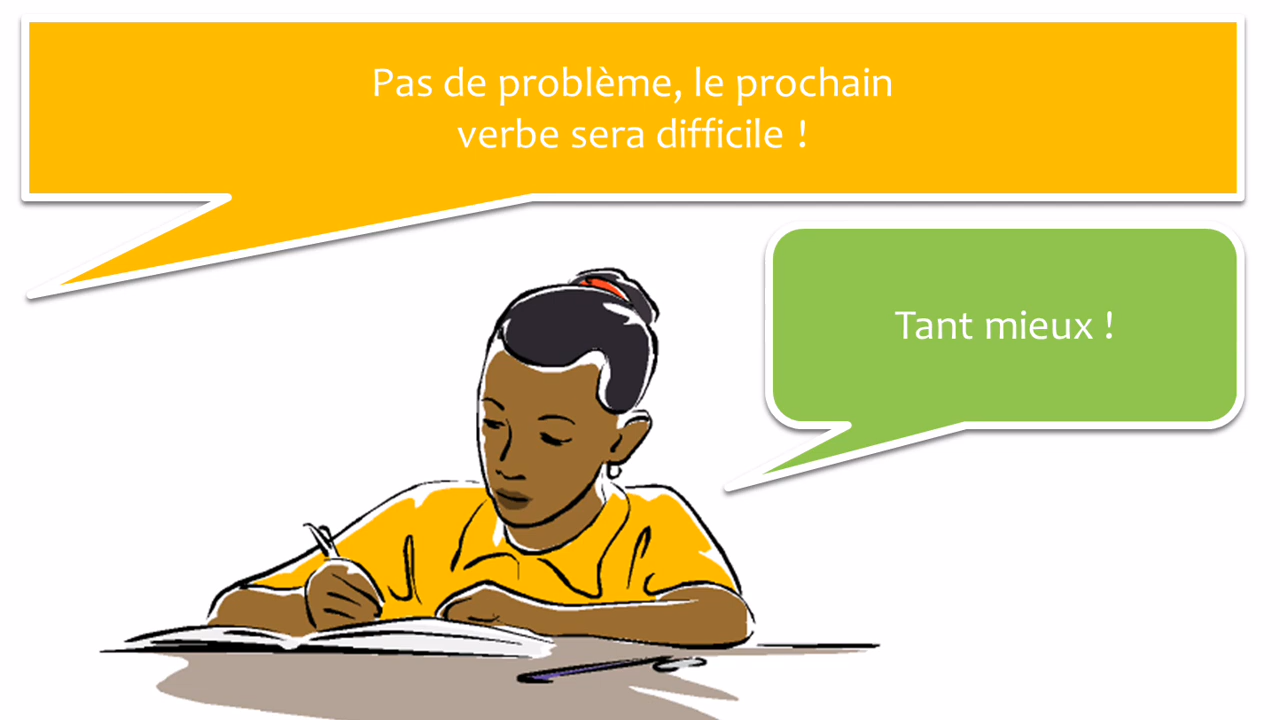 Pas de problème, le prochain
verbe sera difficile !
Tant mieux !